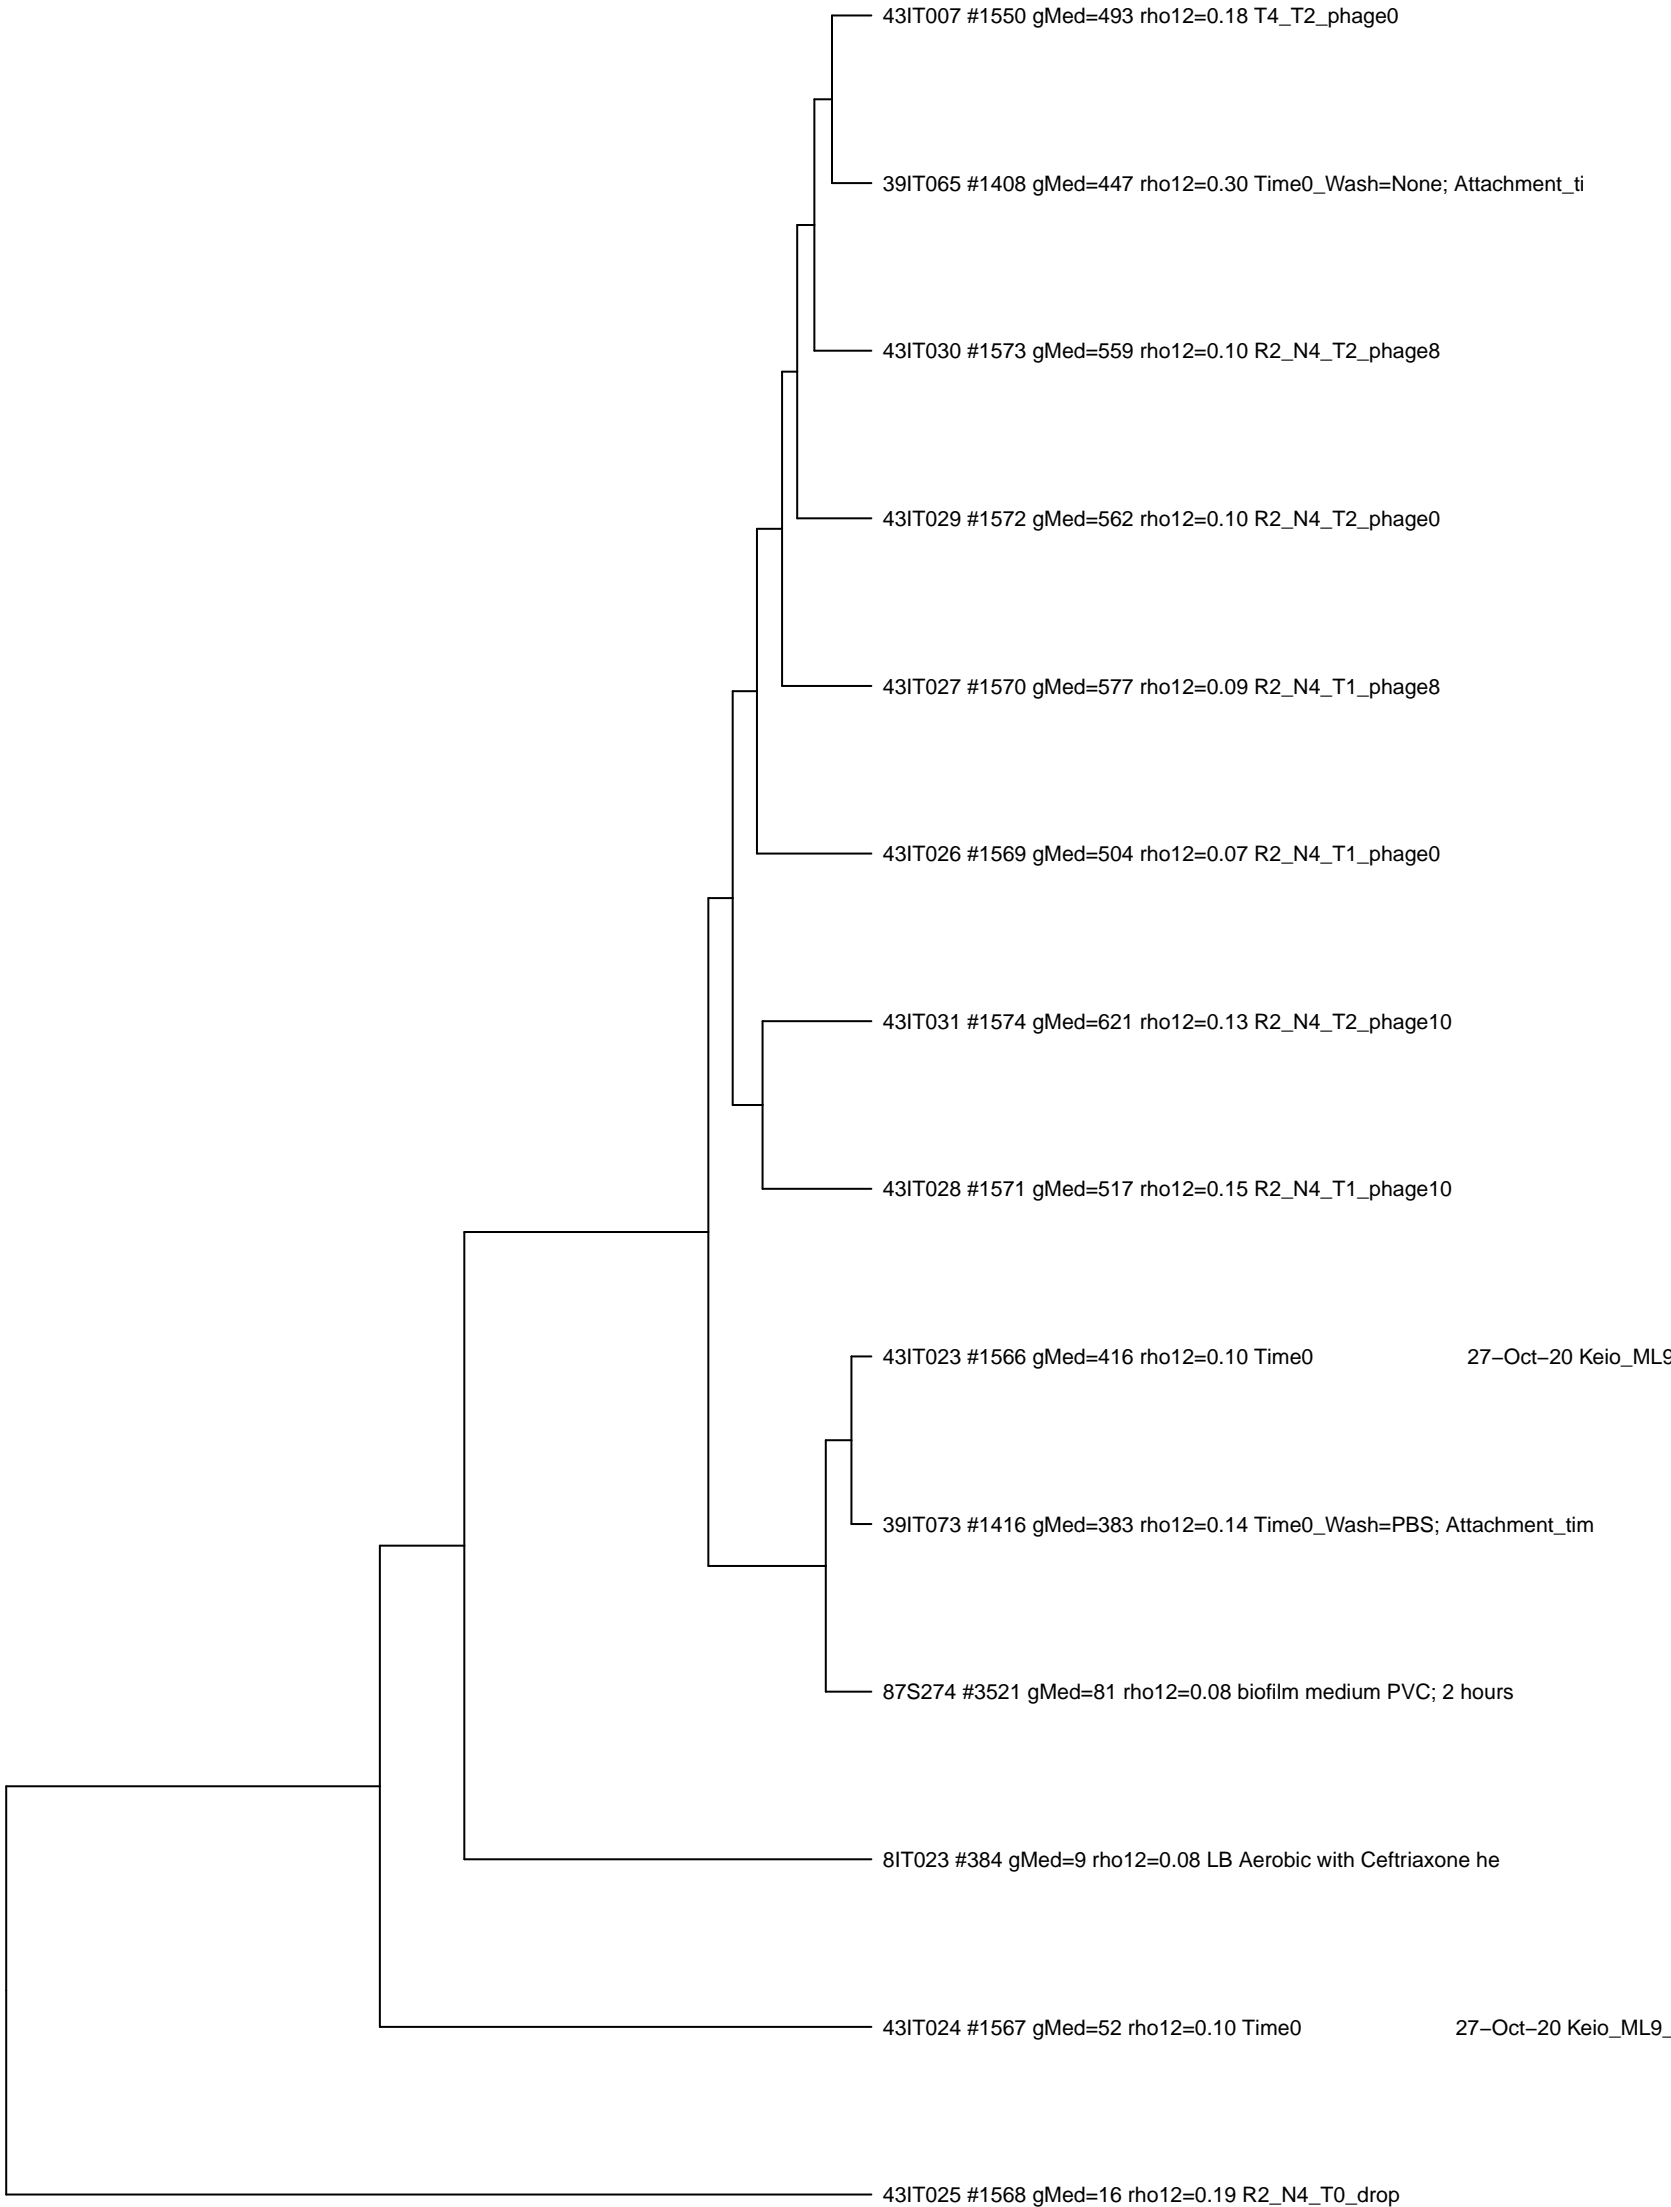 43IT007 #1550 gMed=493 rho12=0.18 T4_T2_phage0
39IT065 #1408 gMed=447 rho12=0.30 Time0_Wash=None; Attachment_ti
43IT030 #1573 gMed=559 rho12=0.10 R2_N4_T2_phage8
43IT029 #1572 gMed=562 rho12=0.10 R2_N4_T2_phage0
43IT027 #1570 gMed=577 rho12=0.09 R2_N4_T1_phage8
43IT026 #1569 gMed=504 rho12=0.07 R2_N4_T1_phage0
43IT031 #1574 gMed=621 rho12=0.13 R2_N4_T2_phage10
43IT028 #1571 gMed=517 rho12=0.15 R2_N4_T1_phage10
43IT023 #1566 gMed=416 rho12=0.10 Time0 27−Oct−20 Keio_ML9
39IT073 #1416 gMed=383 rho12=0.14 Time0_Wash=PBS; Attachment_tim
87S274 #3521 gMed=81 rho12=0.08 biofilm medium PVC; 2 hours
8IT023 #384 gMed=9 rho12=0.08 LB Aerobic with Ceftriaxone he
43IT024 #1567 gMed=52 rho12=0.10 Time0 27−Oct−20 Keio_ML9_
43IT025 #1568 gMed=16 rho12=0.19 R2_N4_T0_drop